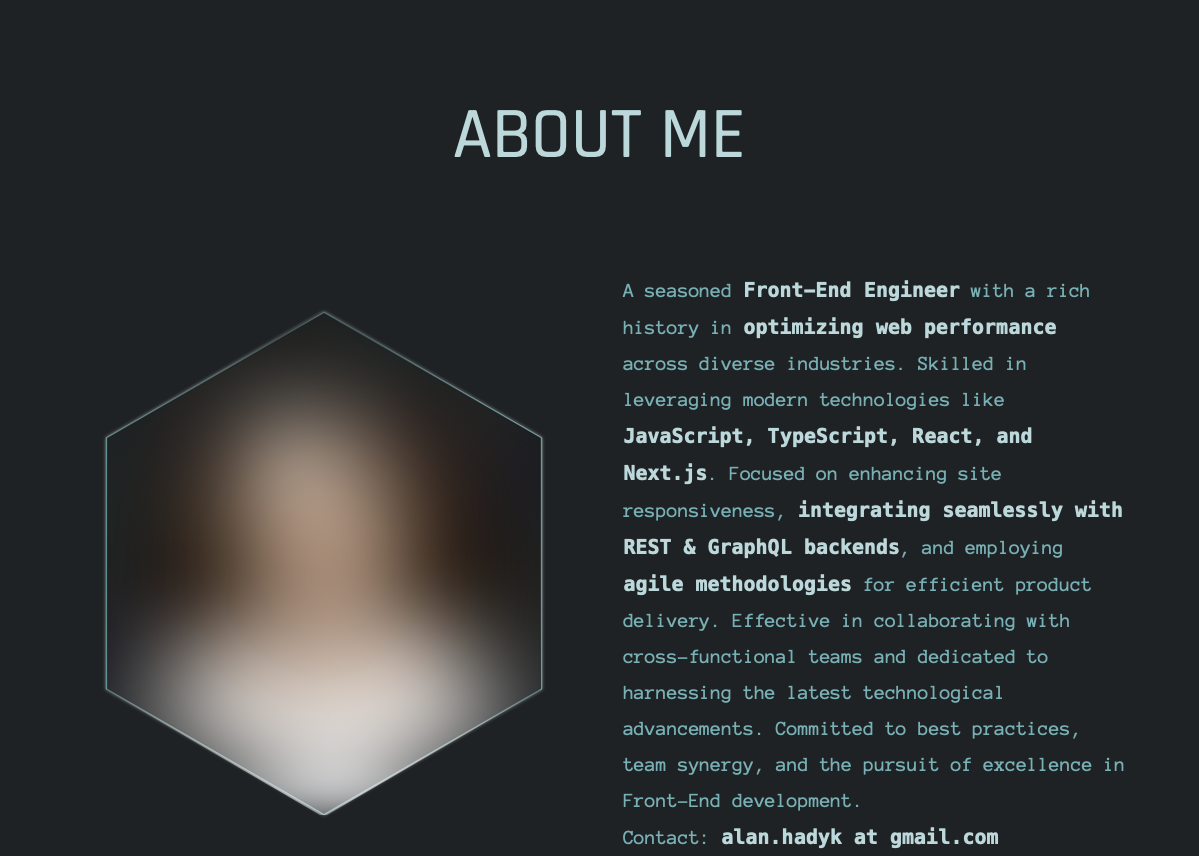 ABOUT ME
A seasoned Front-End Engineer with a rich
history in optimizing web performance
across diverse industries. Skilled in
leveraging modern technologies like
JavaScript, TypeScript, React, and
Next.js. Focused on enhancing site
responsiveness, integrating seamlessly with
REST & GraphQL backends, and employing
agile methodologies for efficient product
delivery. Effective in collaborating with
cross-functional teams and dedicated to
harnessing the latest technological
advancements. Committed to best practices,
team synergy, and the pursuit of excellence in
Front-End development.
Contact: alan.hadyk at gmail.com